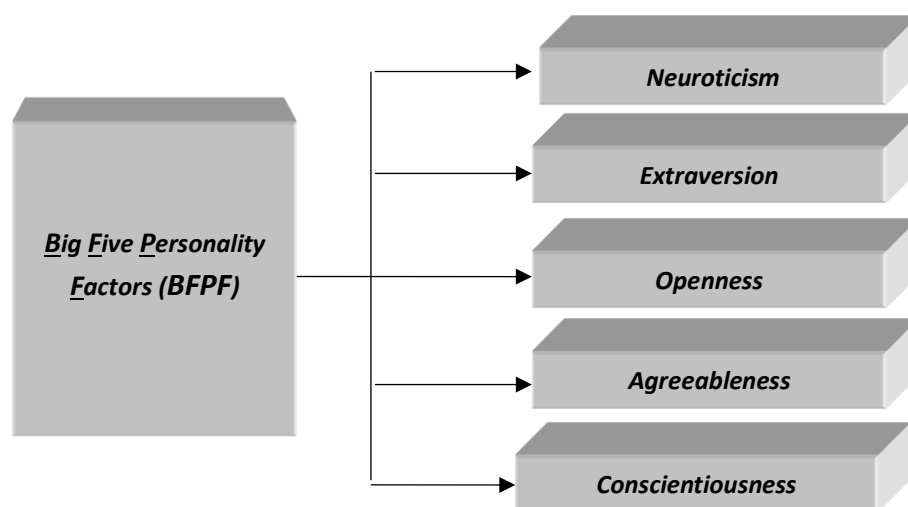 Big Five Personality
Factors (BFPF)
Neuroticism
Extraversion
Openness
Agreeableness
Conscientiousness